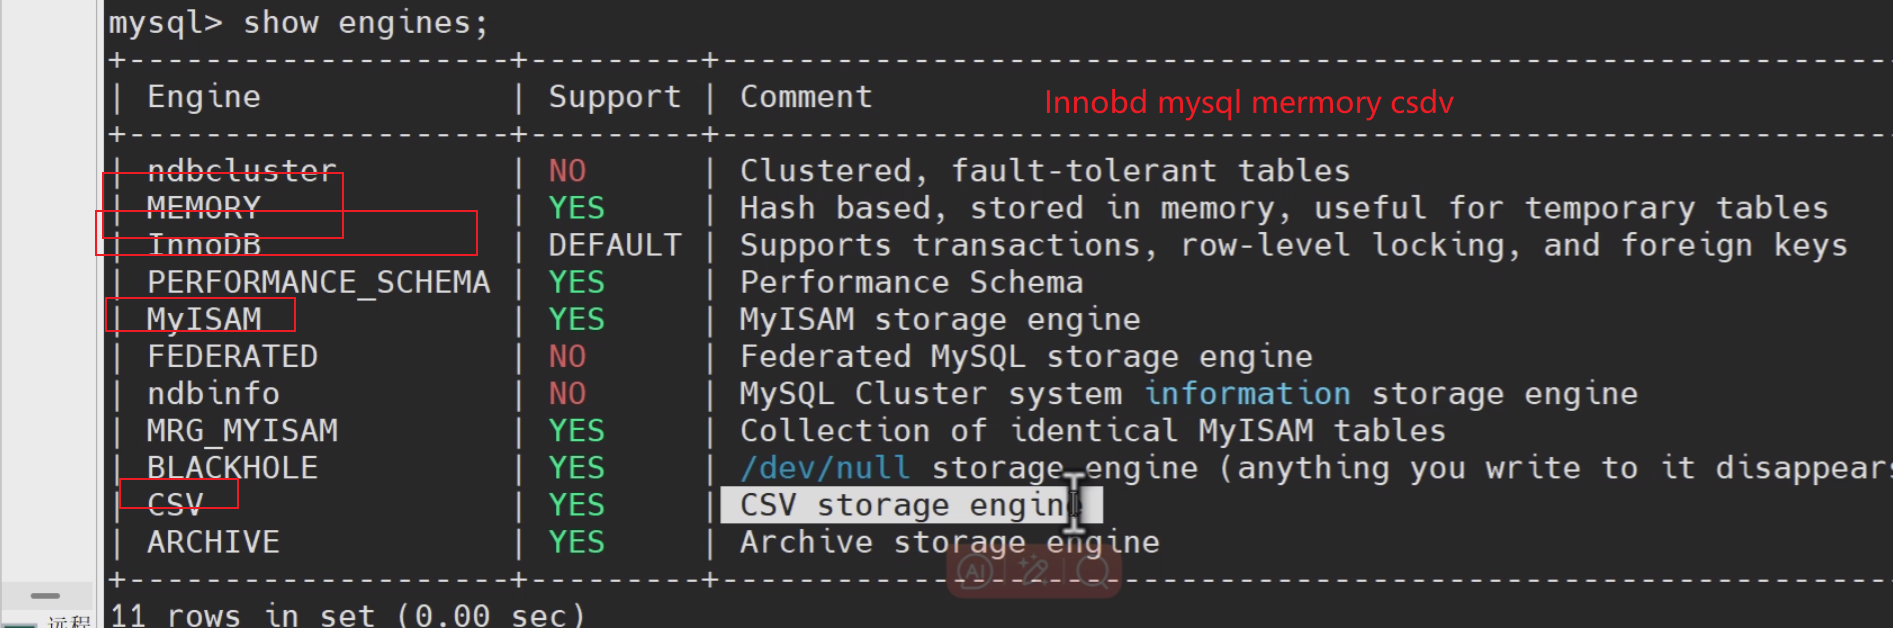 mysql> show engines;
+--------------------+---------+--------------------------------------------------------------
| Engine | Support | Comment
Innobd mysql mermory csdv
+--------------------+---------+--------------------------------------------------------------
| ndbcluster | NO | Clustered, fault-tolerant tables
| MEMORY | YES | Hash based, stored in memory, useful for temporary tables
| InnoDB | DEFAULT | Supports transactions, row-level locking, and foreign keys
| PERFORMANCE_SCHEMA | YES | Performance Schema
| MyISAM | YES | MyISAM storage engine
| FEDERATED | NO | Federated MySQL storage engine
| ndbinfo | NO | MySQL Cluster system information storage engine
| MRG_MYISAM | YES | Collection of identical MyISAM tables
| BLACKHOLE | YES | /dev/null storage engine (anything you write to it disappears
| CSV | YES | CSV storage engine
| ARCHIVE | YES | Archive storage engine
AI
+--------------------+---------+--------------------------------------------------------------
11 rows in set (0.00 sec)
远程